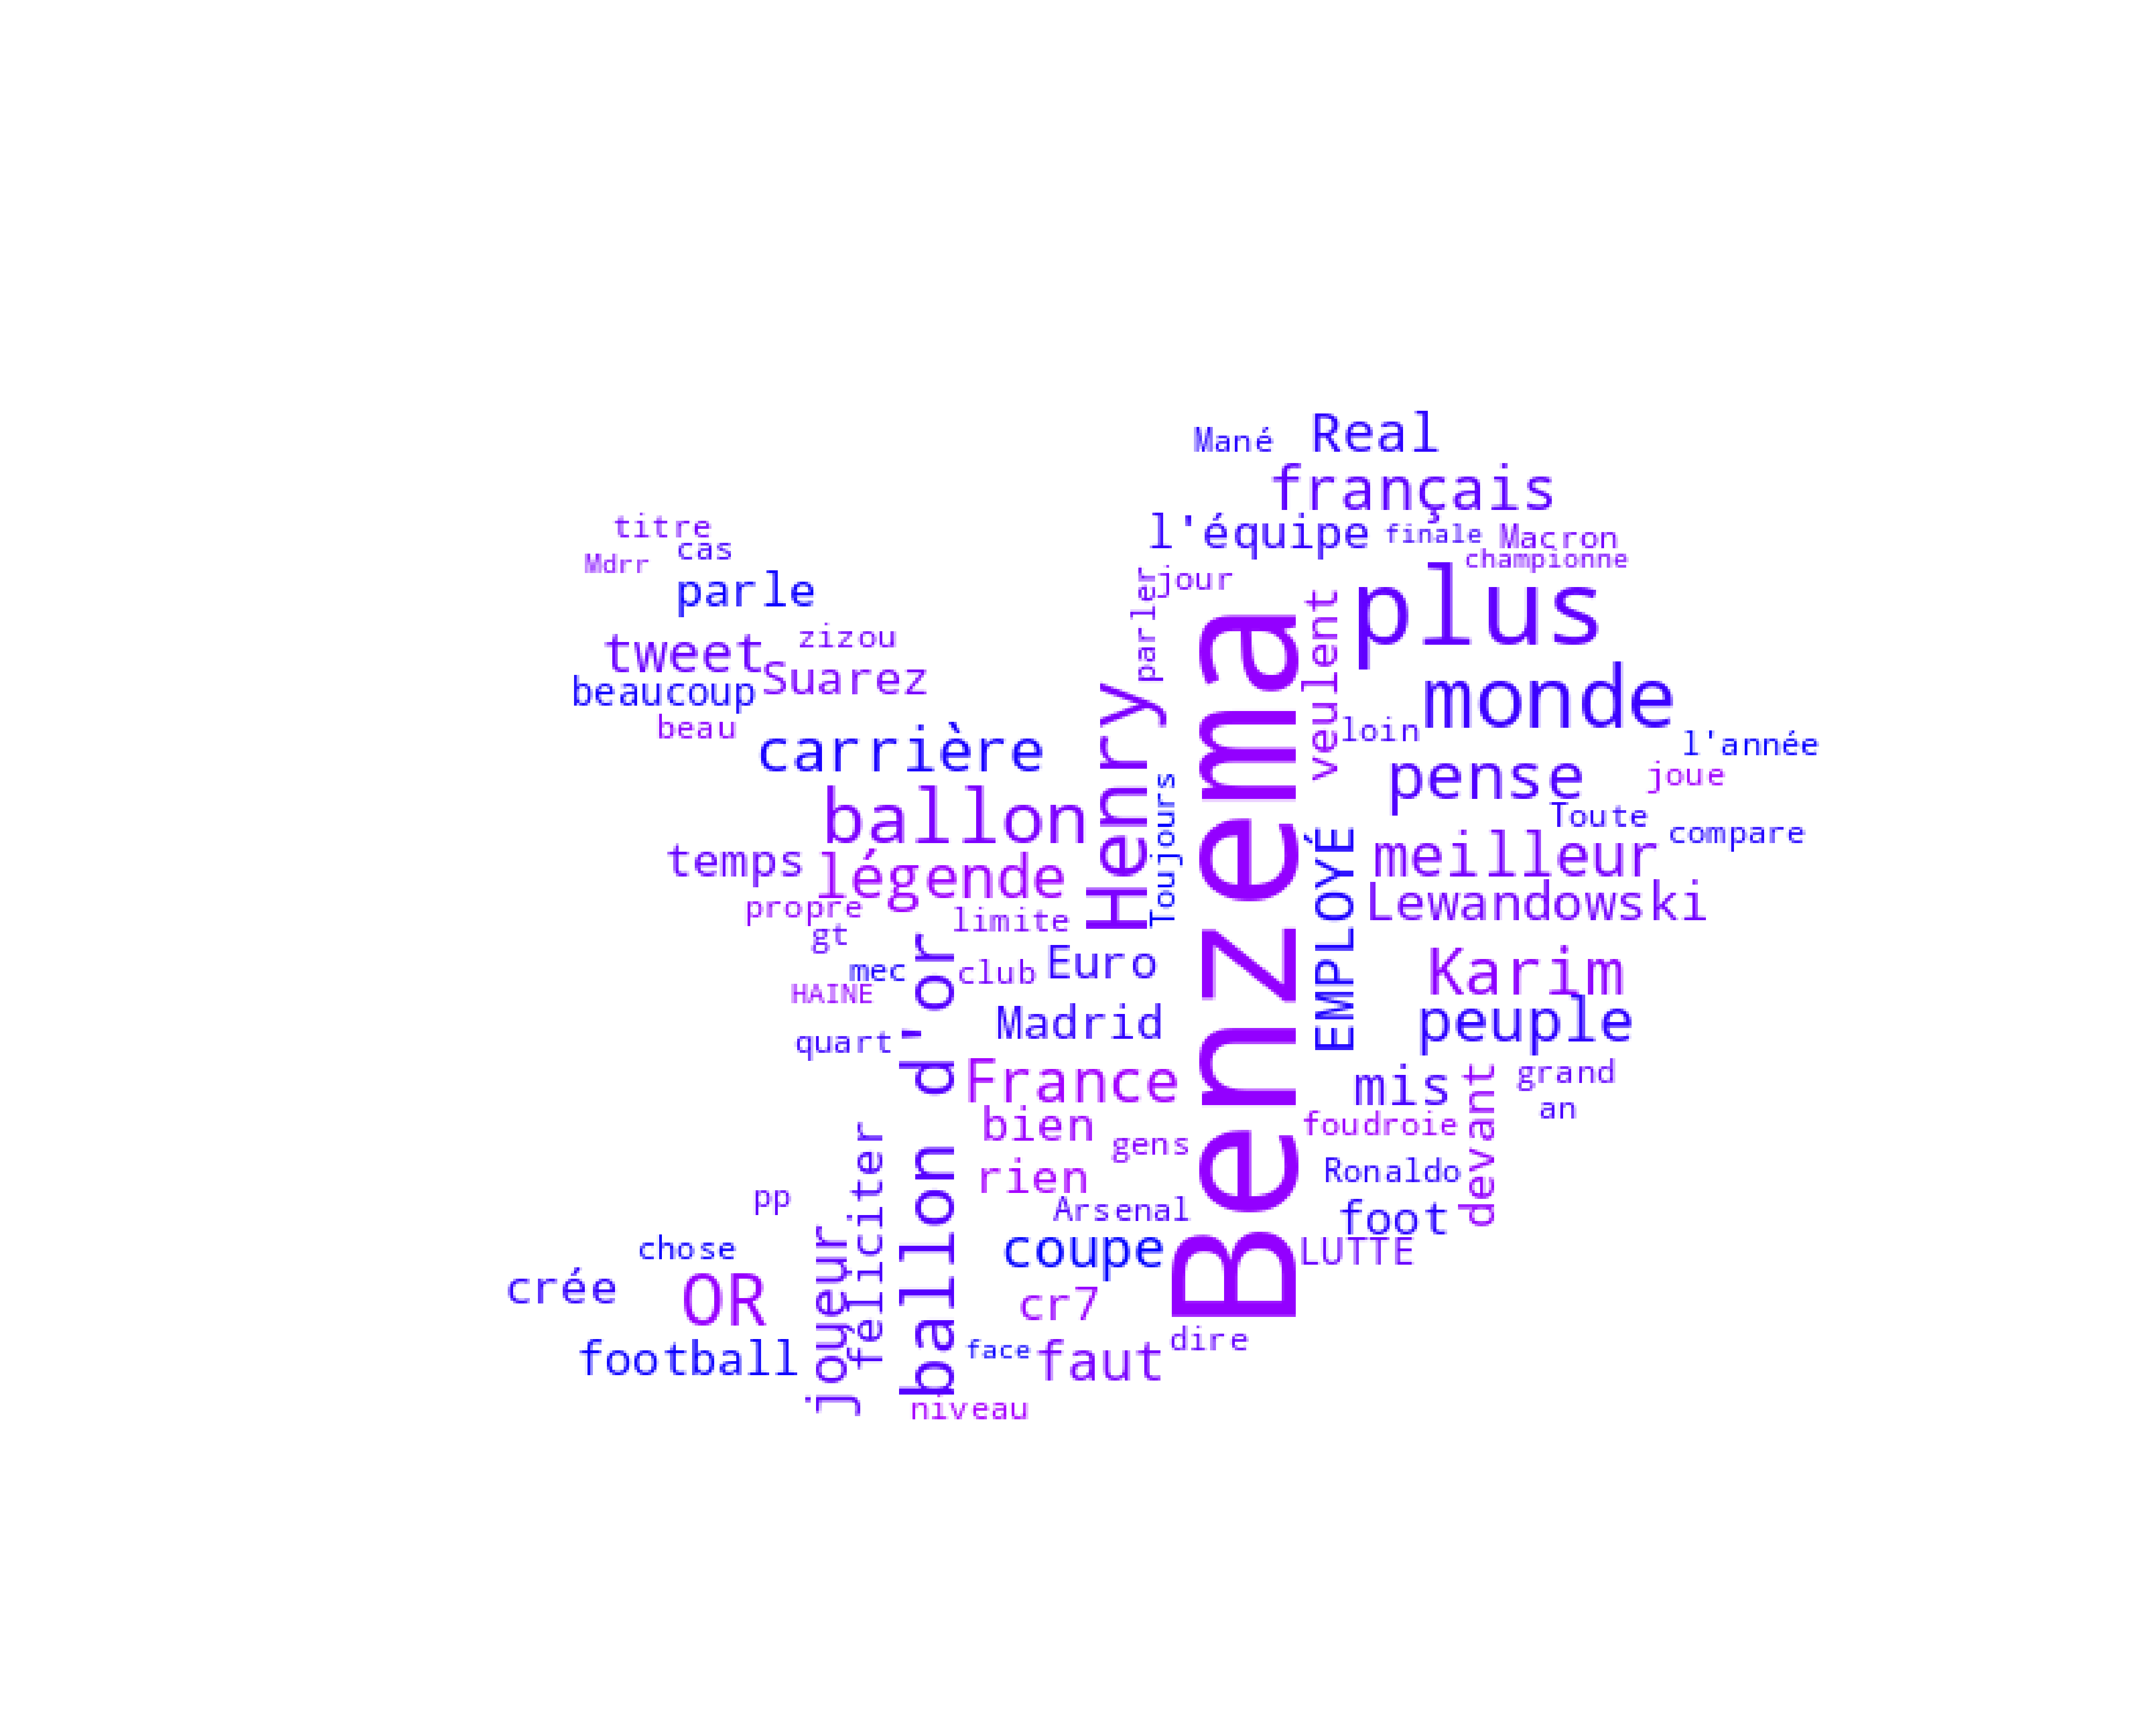 Mané
Real
français
titre
l'équipe
finale
Macron
cas
championne
Mdrr
parle
jour
parler
plus
zizou
tweet
Suarez
veulent
beaucoup
monde
beau
loin
carrière
l'année
Henry
pense
joue
ballon
Toujours
Toute
compare
temps
légende
meilleur
Benzema
EMPLOYÉ
Lewandowski
propre
limite
gt
Euro
mec
club
Karim
HAINE
Madrid
peuple
quart
ballon d'or
France
mis
devant
grand
bien
foudroie
an
gens
rien
Ronaldo
pp
feliciter
Arsenal
foot
chose
coupe
LUTTE
crée
OR
joueur
cr7
football
face
faut
dire
niveau